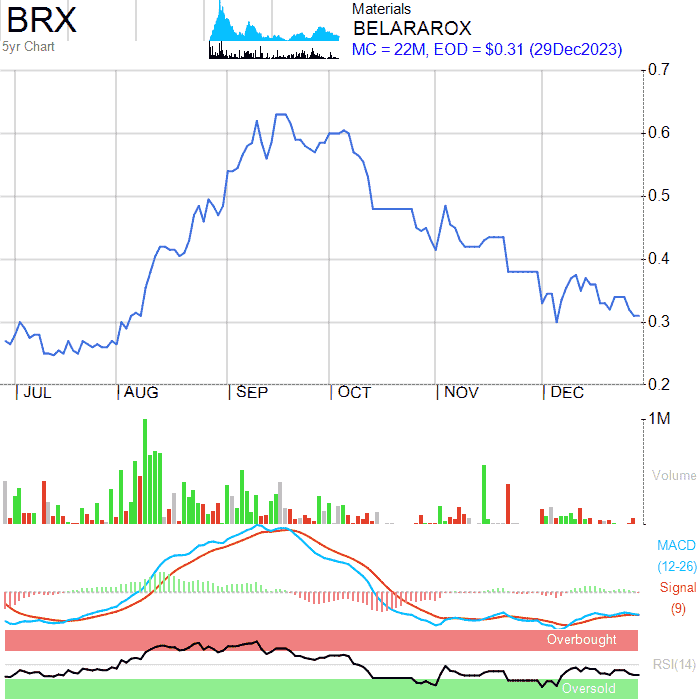 BRX
5yr Chart
Materials
BELARAROX
MC = 22M, EOD = $0.31 (29Dec2023)
0.7
0.6
0.5
0.4
0.3
0.2
JUL AUG SEP OCT NOV DEC
1M
Volume
MACD
(12-26)
Signal
(9)
Overbought
RSI(14)
Oversold